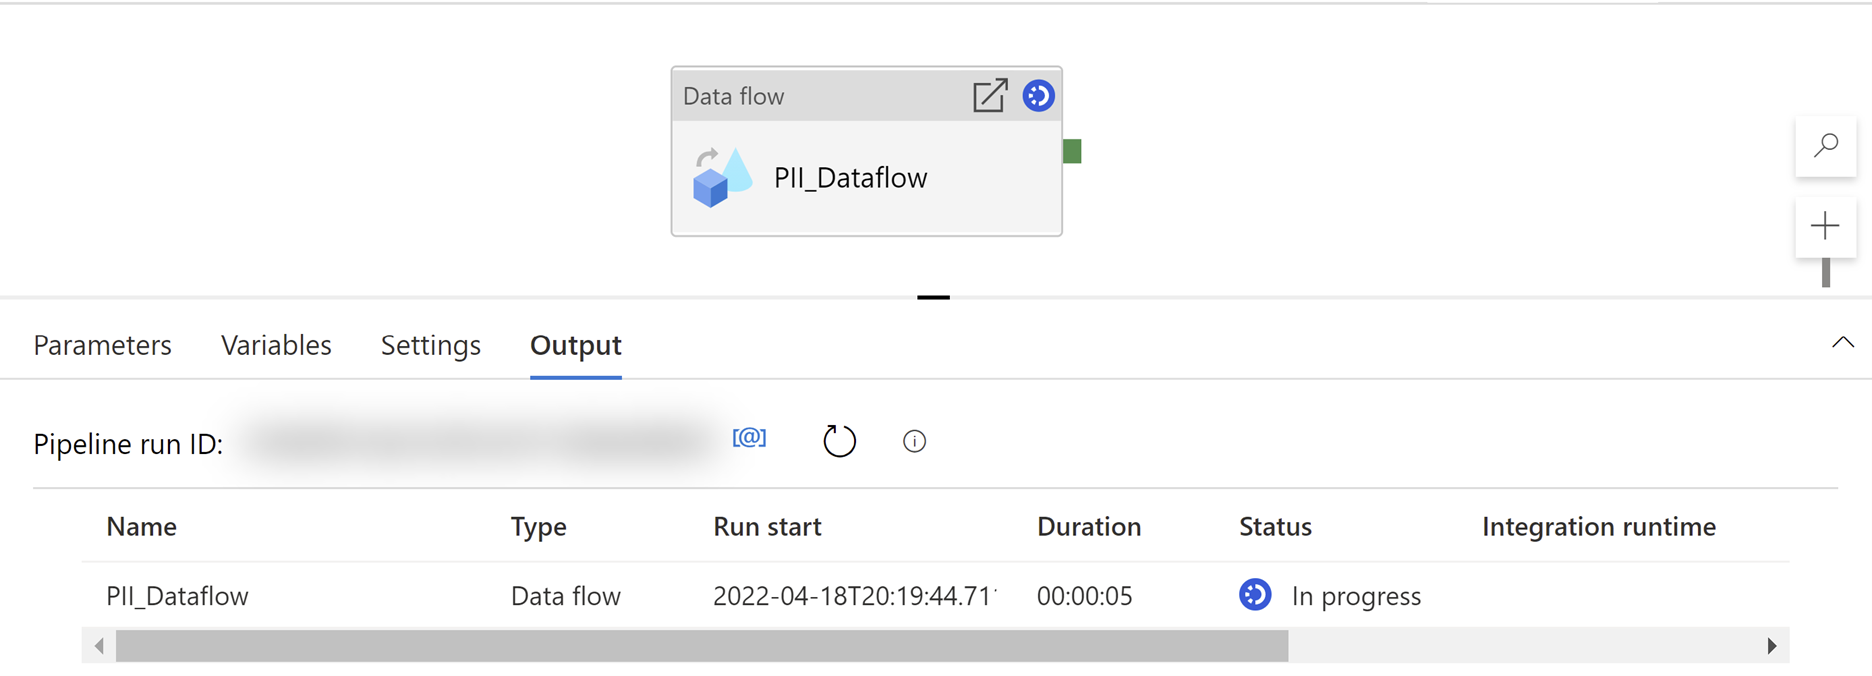 Data flow
PII_Dataflow
Parameters Variables Settings Output
Pipeline run ID: [@]
Name Type Run start Duration Status Integration runtime
PII_Dataflow Data flow 2022-04-18T20:19:44.71 00:00:05 In progress